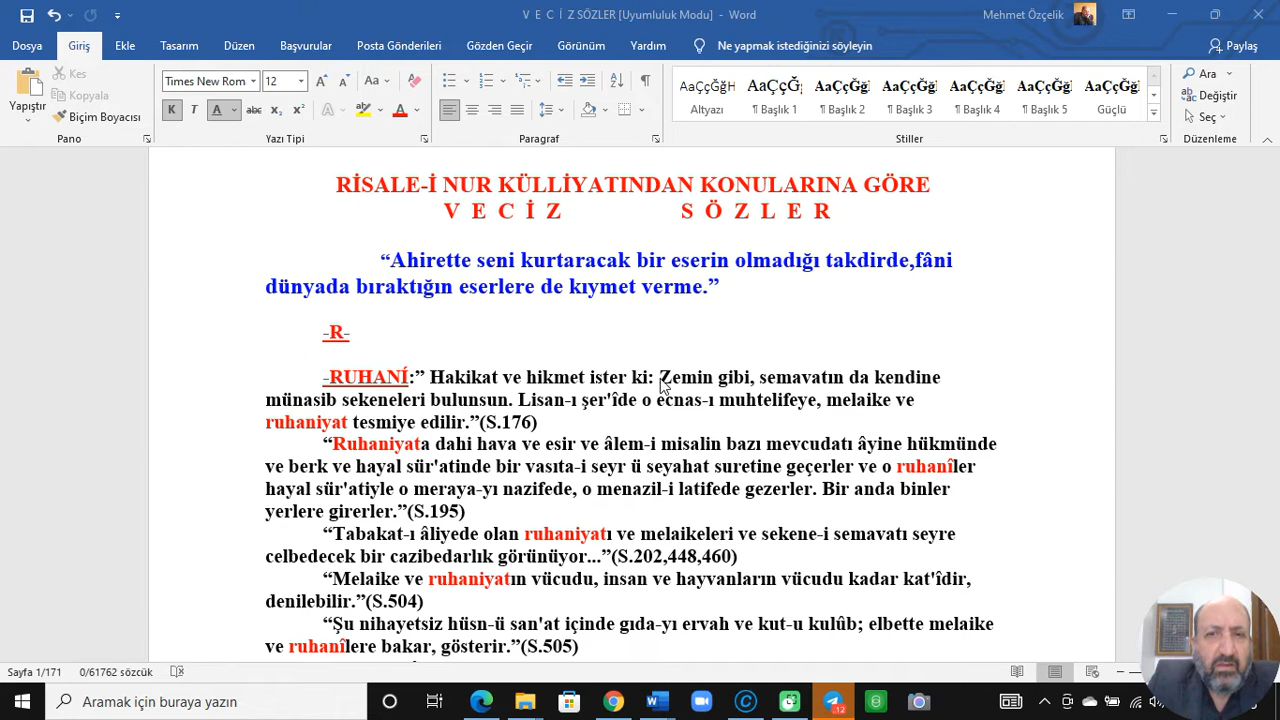 V E C İ Z SÖZLER [Uyumluluk Modu] - Word
Mehmet Özçelik
Dosya Giriş Ekle Tasarım Düzen Başvurular Posta Gönderileri Gözden Geçir Görünüm Yardım Ne yapmak istediğinizi söyleyin Paylaş
Yapıştır
Kes
Kopyala
Biçim Boyacısı
Pano
Times New Rom 12 Aa
K T A abc x₂ x² A A
Yazı Tipi
Paragraf
AaÇçĞğH AaÇçĞ AaÇçĞğ AaÇçĞğ AaÇçĞğ AaÇçĞğ AaÇçĞğ
Altyazı ¶ Başlık 1 ¶ Başlık 2 ¶ Başlık 3 ¶ Başlık 4 ¶ Başlık 5 Güçlü
Stiller
Ara
Değiştir
Seç
Düzenleme
RİSALE-İ NUR KÜLLİYATINDAN KONULARINA GÖRE
V E C İ Z S Ö Z L E R
“Ahirette seni kurtaracak bir eserin olmadığı takdirde,fâni
dünyada bıraktığın eserlere de kıymet verme.”
-R-
-RUHANÍ:” Hakikat ve hikmet ister ki: Zemin gibi, semavatın da kendine
münasib sekeneleri bulunsun. Lisan-ı şer'îde o ecnas-ı muhtelifeye, melaike ve
ruhaniyat tesmiye edilir.”(S.176)
“Ruhaniyata dahi hava ve esir ve âlem-i misalin bazı mevcudatı âyine hükmünde
ve berk ve hayal sür'atinde bir vasıta-i seyr ü seyahat suretine geçerler ve o ruhanîler
hayal sür'atiyle o meraya-yı nazifede, o menazil-i latifede gezerler. Bir anda binler
yerlere girerler.”(S.195)
“Tabakat-ı âliyede olan ruhaniyatı ve melaikeleri ve sekene-i semavatı seyre
celbedecek bir cazibedarlık görünüyor...”(S.202,448,460)
“Melaike ve ruhaniyatın vücudu, insan ve hayvanların vücudu kadar kat'îdir,
denilebilir.”(S.504)
“Şu nihayetsiz hüsn-ü san'at içinde gıda-yı ervah ve kut-u kulûb; elbette melaike
ve ruhanîlere bakar, gösterir.”(S.505)
Sayfa 1/171 0/61762 sözcük
Aramak için buraya yazın
12